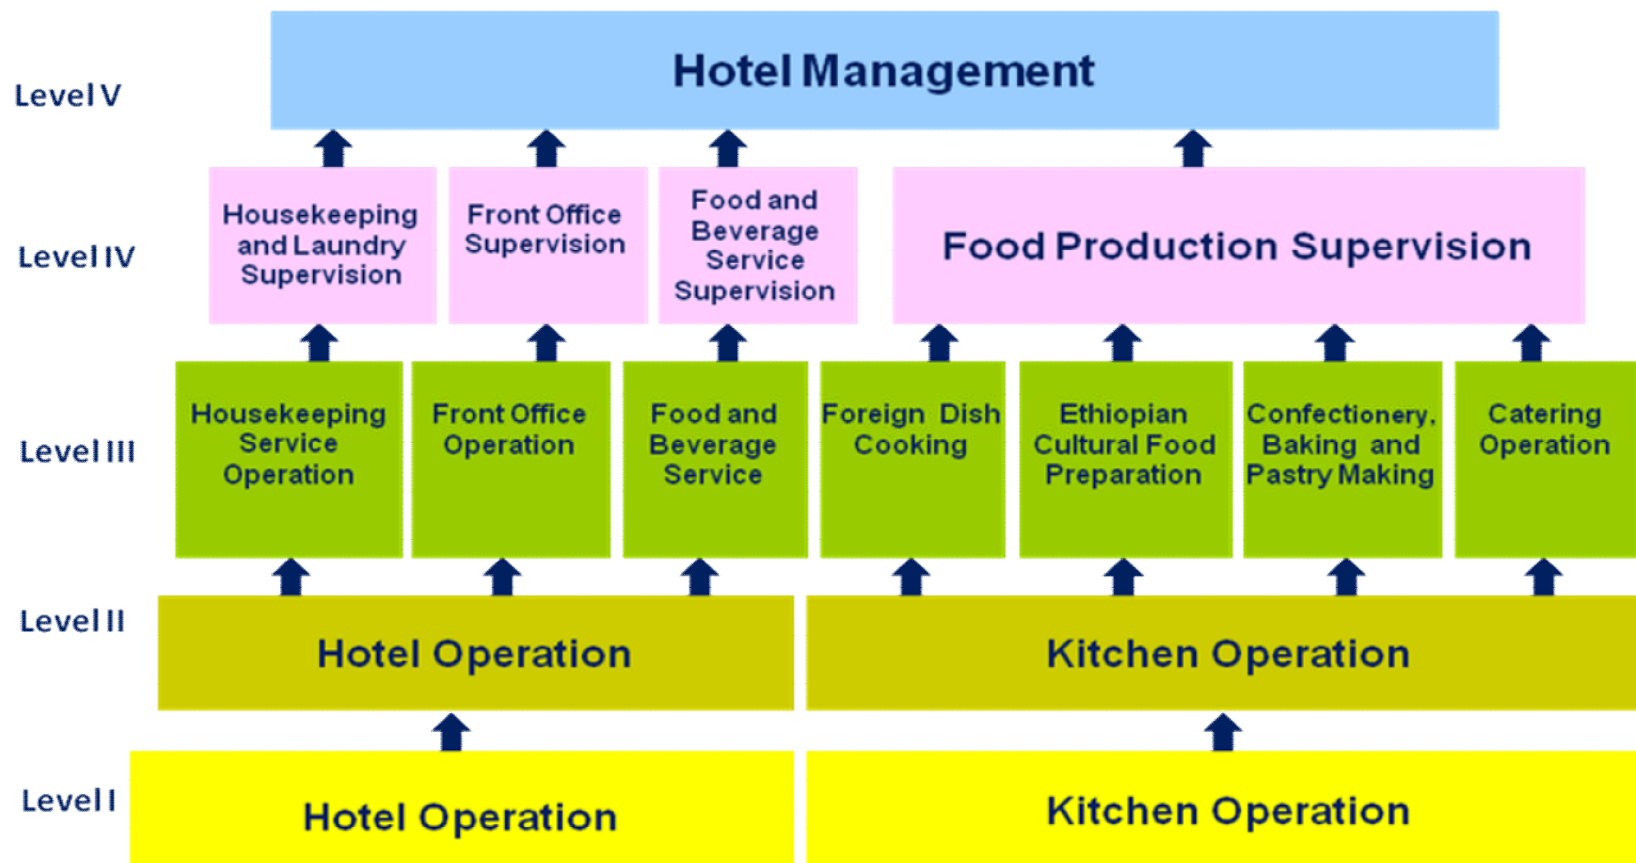 Hotel Management
Level V
Housekeeping
and Laundry
Supervision
Front Office
Supervision
Food and
Beverage
Service
Supervision
Food Production Supervision
Level IV
Housekeeping
Service
Operation
Front Office
Operation
Food and
Beverage
Service
Foreign Dish
Cooking
Ethiopian
Cultural Food
Preparation
Confectionery,
Baking and
Pastry Making
Catering
Operation
Level III
Level II
Hotel Operation
Kitchen Operation
Level I
Hotel Operation
Kitchen Operation